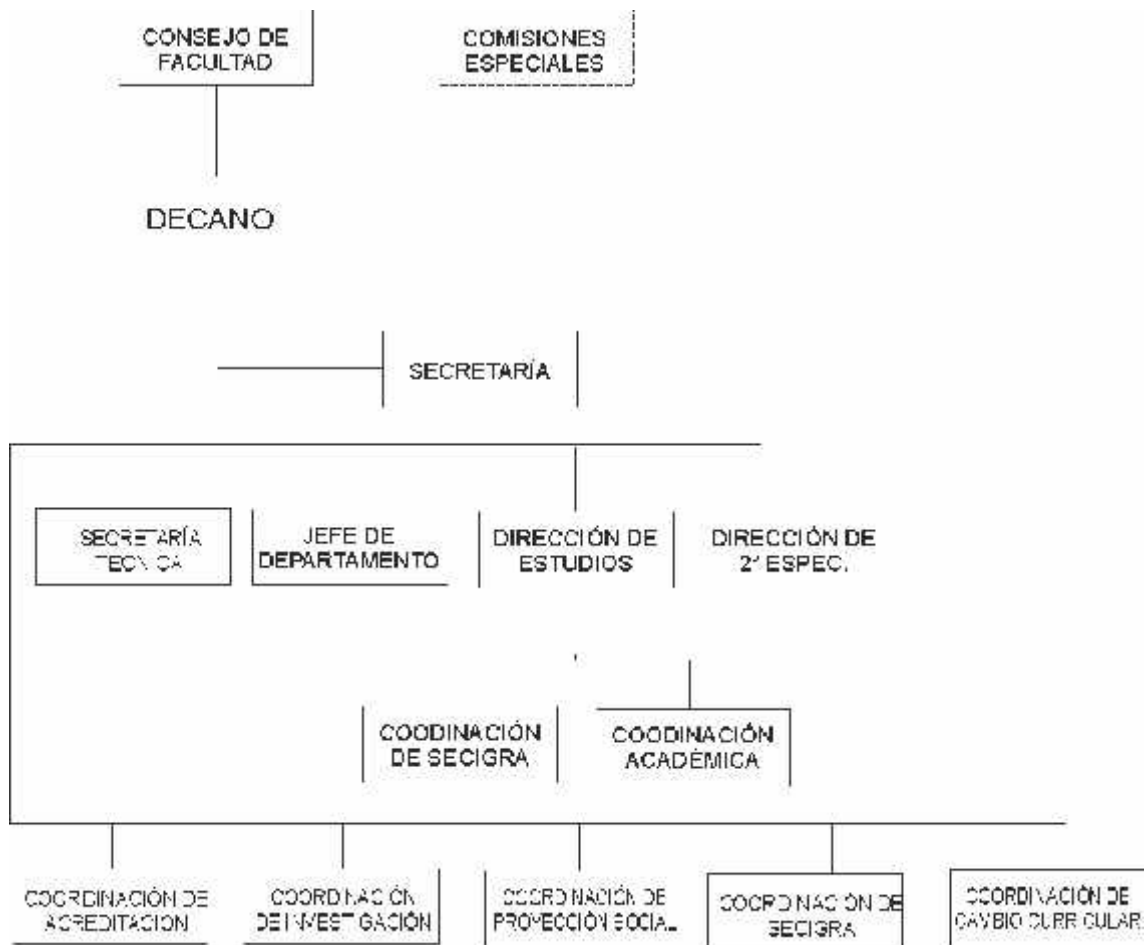 CONSEJO DE
FACULTAD
COMISIONES
ESPECIALES
DECANO
SECRETARÍA
SECRETARÍA
TECNICA
JEFE DE
DEPARTAMENTO
DIRECCIÓN DE
ESTUDIOS
DIRECCIÓN DE
2ª ESPEC.
COODINACIÓN
DE SECIGRA
COODINACIÓN
ACADÉMICA
COORDINACIÓN DE
ACREDITACION
COORDINACIÓN
DE INVESTIGACIÓN
COORDINACIÓN DE
PROYECCIÓN SOCIAL
COORDINACIÓN DE
SECIGRA
COORDINACIÓN DE
CAMBIO CURRICULAR